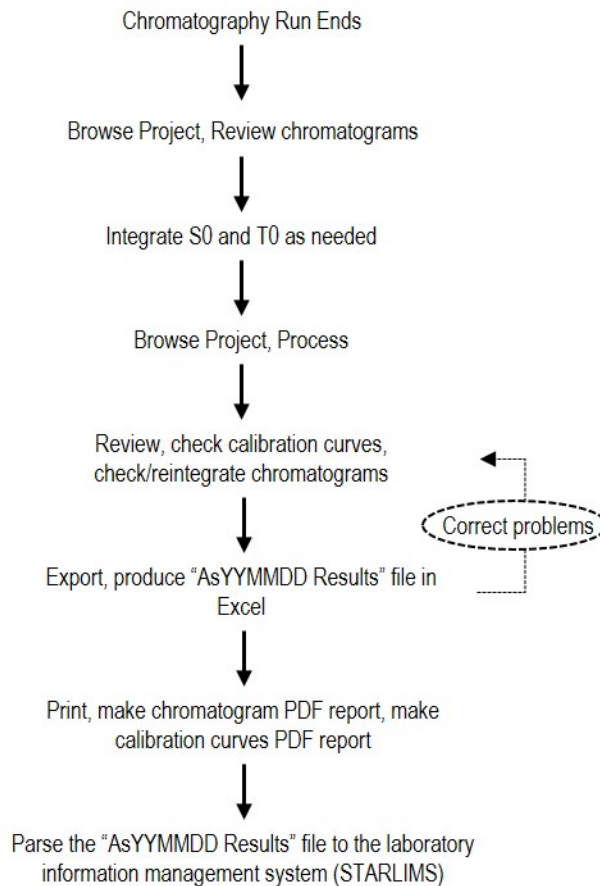 Chromatography Run Ends
Browse Project, Review chromatograms
Integrate S0 and T0 as needed
Browse Project, Process
Review, check calibration curves,
check/reintegrate chromatograms
Correct problems
Export, produce “AsYYMMDD Results” file in
Excel
Print, make chromatogram PDF report, make
calibration curves PDF report
Parse the “AsYYMMDD Results” file to the laboratory
information management system (STARLIMS)